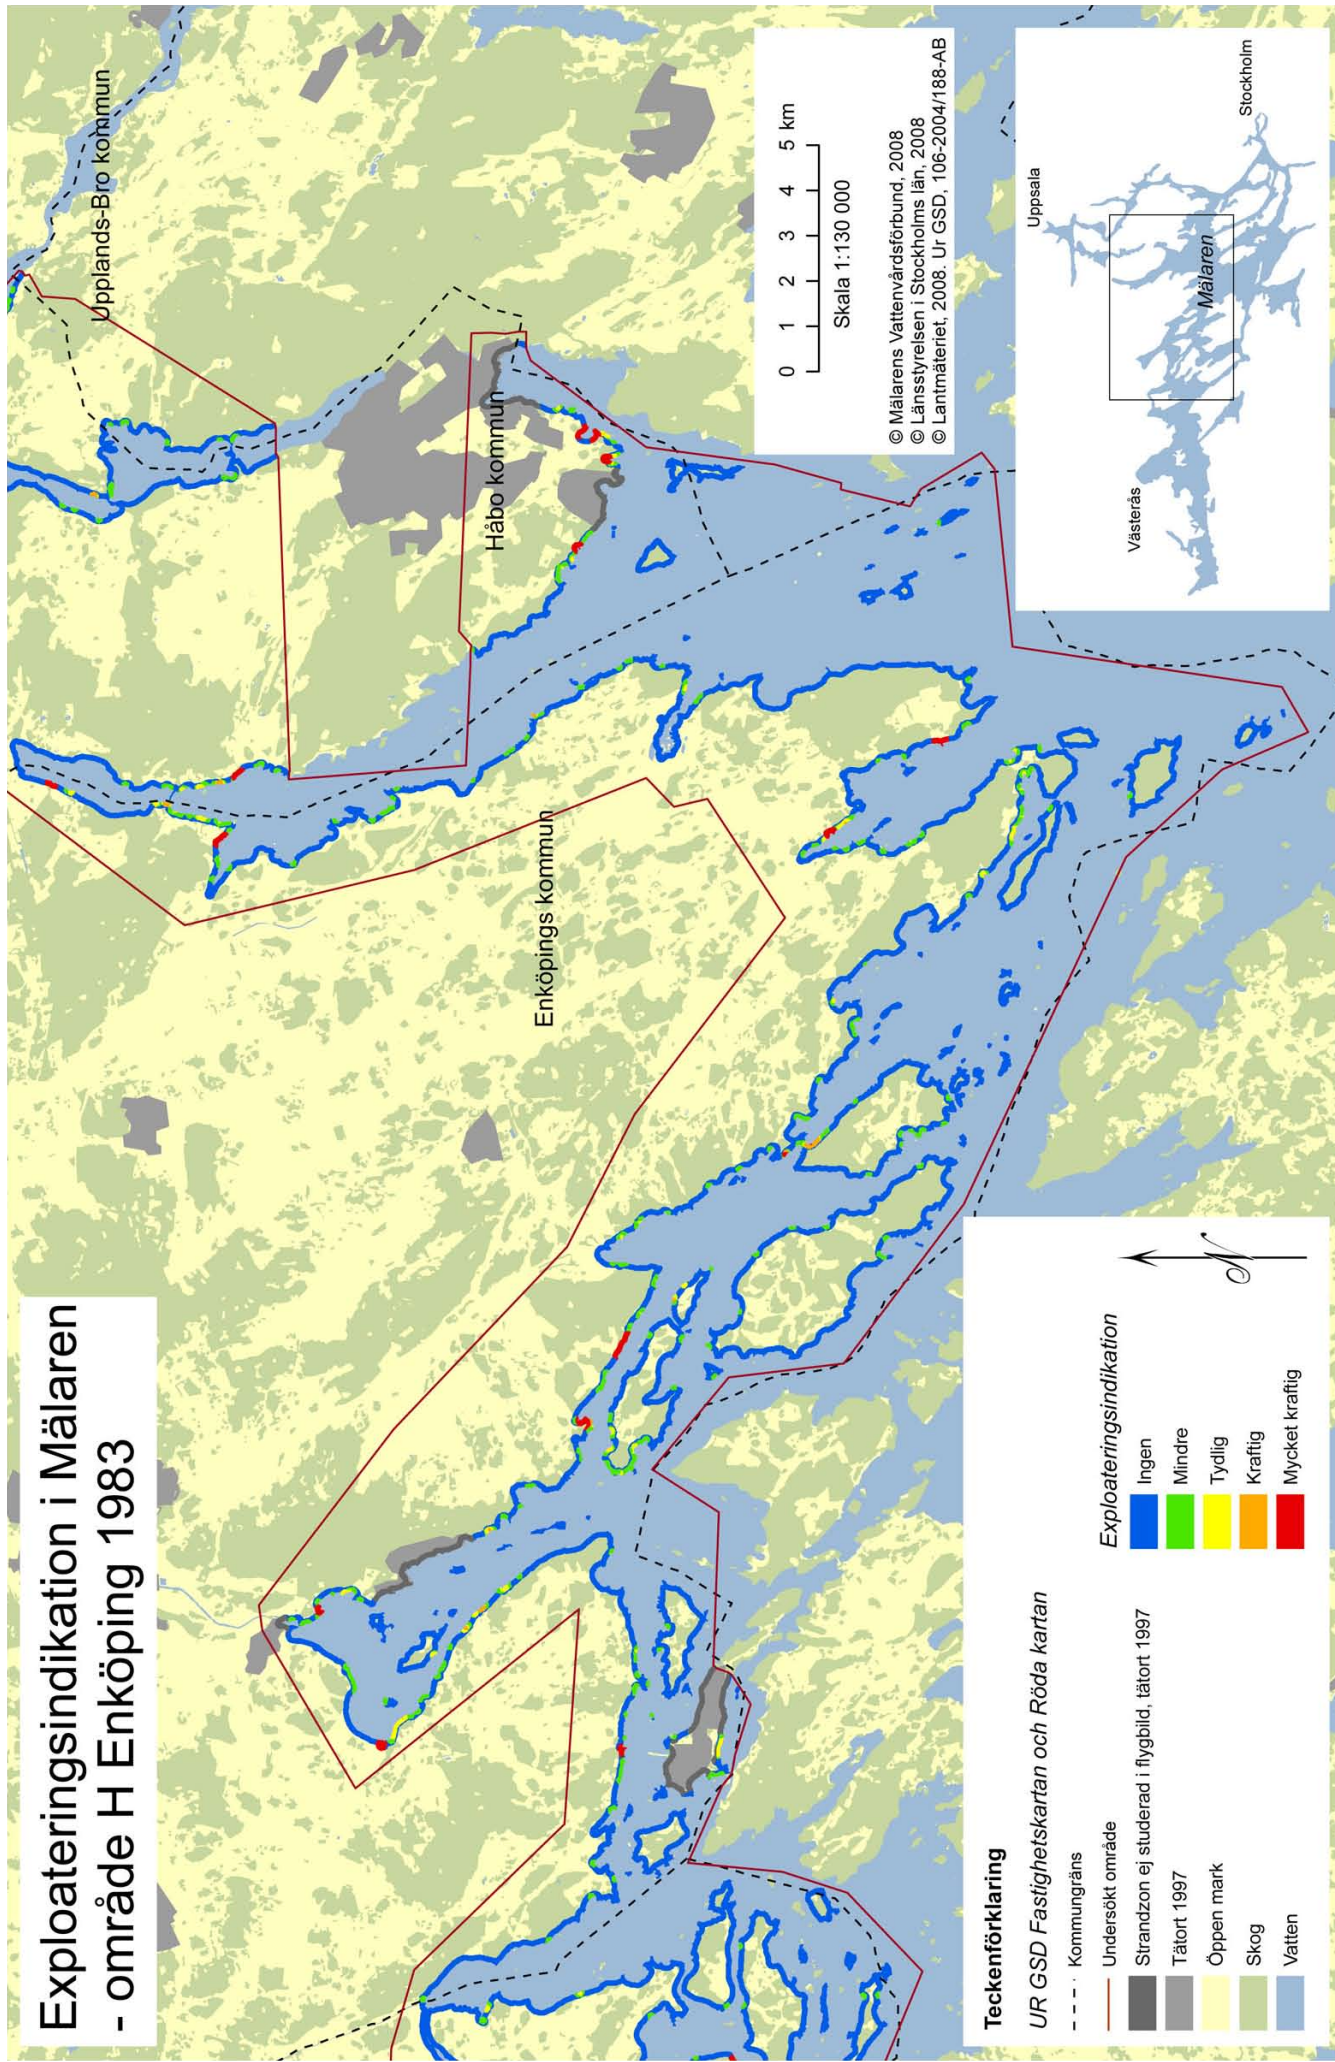 Exploateringsindikation i Mälaren
- område H Enköping 1983
Upplands-Bro kommun
Håbo kommun
Enköpings kommun
0 1 2 3 4 5 km
Skala 1:130 000
© Mälarens Vattenvårdsförbund, 2008
© Länsstyrelsen i Stockholms län, 2008
© Lantmäteriet, 2008. Ur GSD, 106-2004/188-AB
Uppsala
Stockholm
Mälaren
Västerås
Teckenförklaring
UR GSD Fastighetskartan och Röda kartan
Kommungräns
Undersökt område
Strandzon ej studerad i flygbild, tätort 1997
Tätort 1997
Öppen mark
Skog
Vatten
Exploateringsindikation
Ingen
Mindre
Tydlig
Kraftig
Mycket kraftig
N